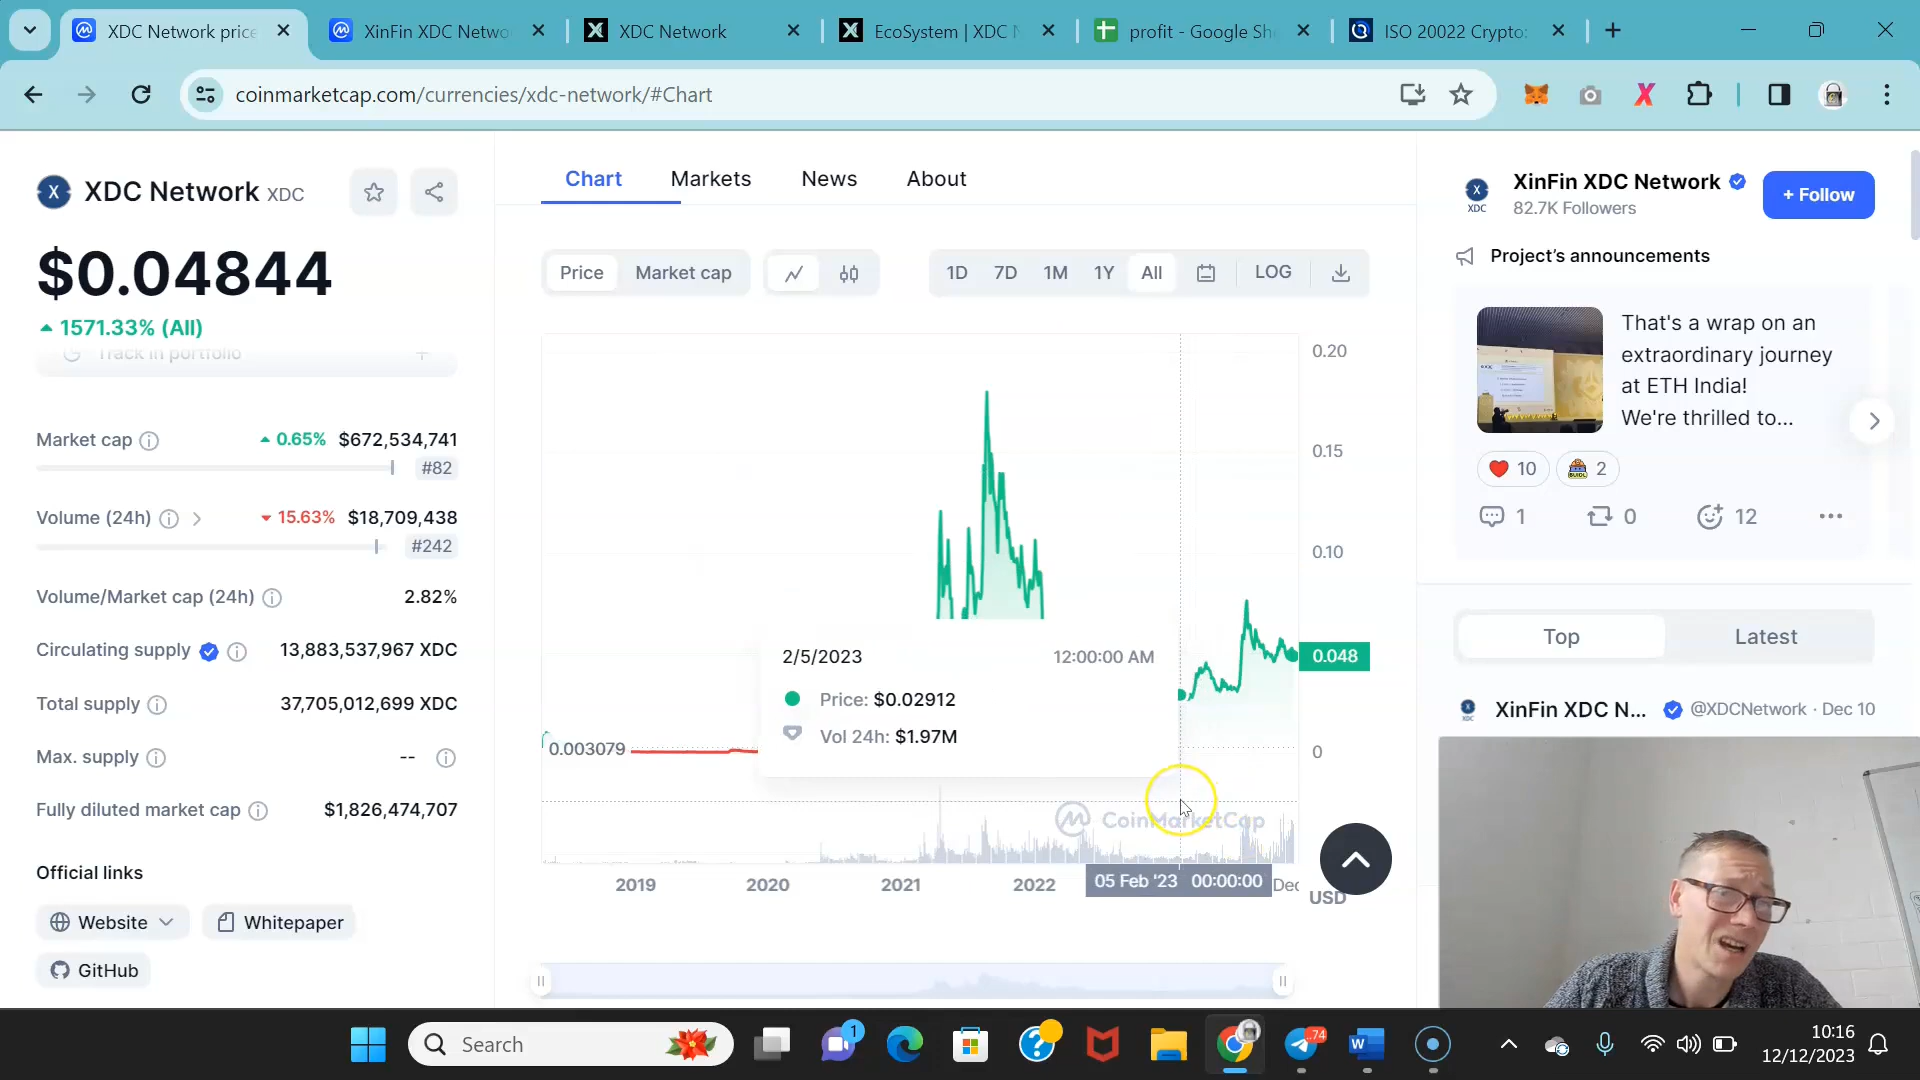 XDC Network price
XinFin XDC Netwo
XDC Network
EcoSystem | XDC N
profit - Google She
ISO 20022 Crypto:
coinmarketcap.com/currencies/xdc-network/#Chart
XDC Network XDC
$0.04844
1571.33% (All)
Track in portfolio
Market cap 0.65% $672,534,741
#82
Volume (24h) 15.63% $18,709,438
#242
Volume/Market cap (24h) 2.82%
Circulating supply 13,883,537,967 XDC
Total supply 37,705,012,699 XDC
Max. supply --
Fully diluted market cap $1,826,474,707
Official links
Website
Whitepaper
GitHub
Chart Markets News About
Price Market cap
1D 7D 1M 1Y All LOG
0.20
0.15
0.10
0.048
0
0.003079
2/5/2023 12:00:00 AM
Price: $0.02912
Vol 24h: $1.97M
CoinMarketCap
2019 2020 2021 2022 05 Feb '23 00:00:00 Dec
USD
XinFin XDC Network
82.7K Followers
+ Follow
XDC
Project's announcements
That's a wrap on an
extraordinary journey
at ETH India!
We're thrilled to...
10
BUIDL 2
1 0 12
Top Latest
XinFin XDC N... @XDCNetwork · Dec 10
Search
1
74
10:16
12/12/2023